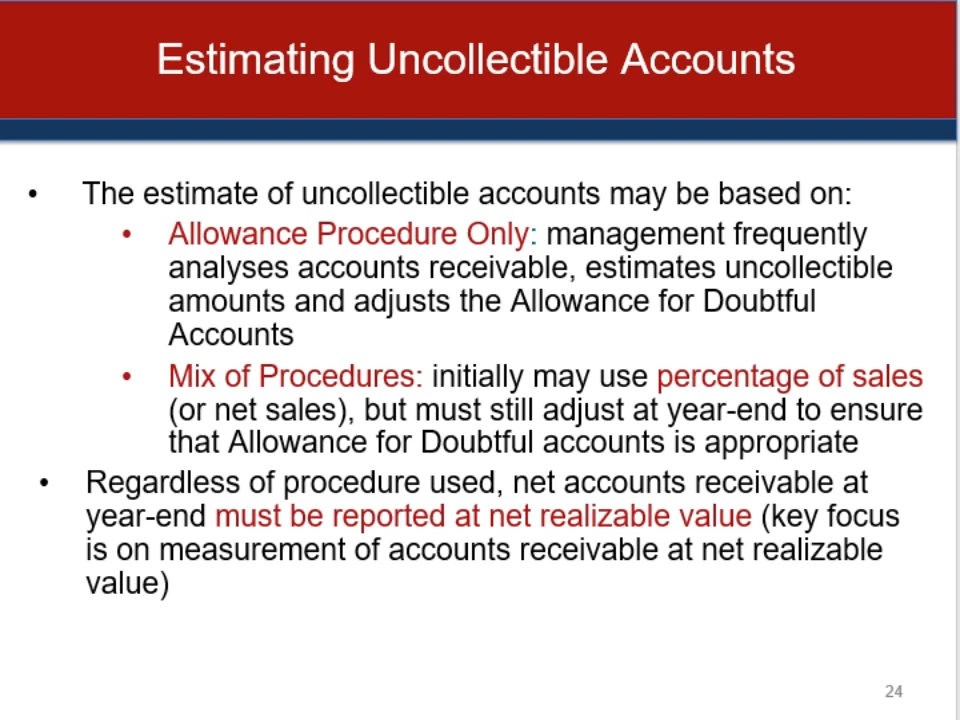 Estimating Uncollectible Accounts
• The estimate of uncollectible accounts may be based on:
• Allowance Procedure Only: management frequently
analyses accounts receivable, estimates uncollectible
amounts and adjusts the Allowance for Doubtful
Accounts
• Mix of Procedures: initially may use percentage of sales
(or net sales), but must still adjust at year-end to ensure
that Allowance for Doubtful accounts is appropriate
• Regardless of procedure used, net accounts receivable at
year-end must be reported at net realizable value (key focus
is on measurement of accounts receivable at net realizable
value)
24